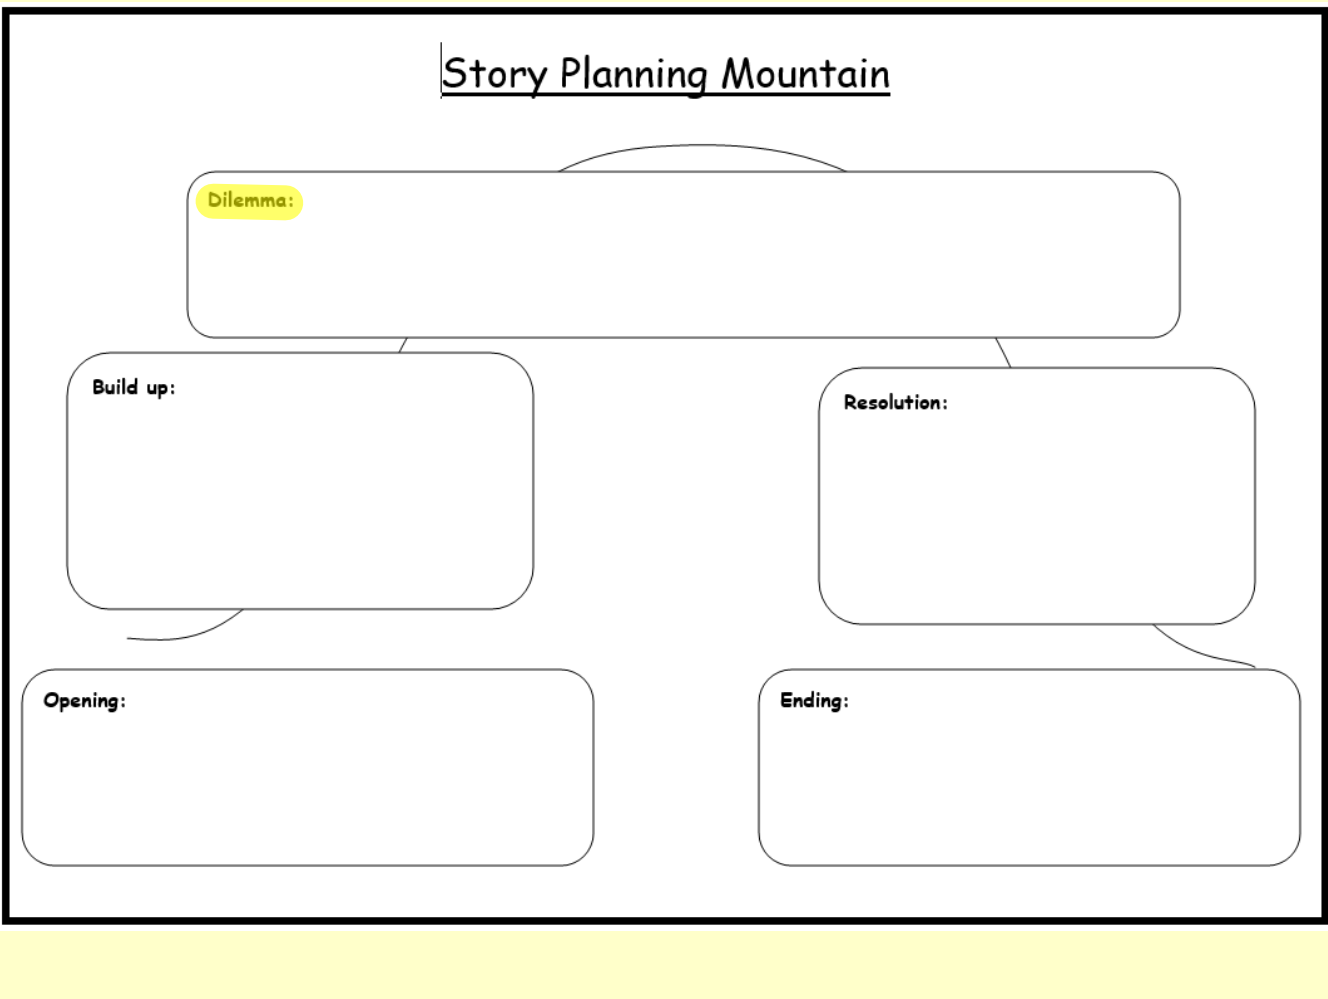 Story Planning Mountain
Dilemma:
Build up:
Resolution:
Opening:
Ending: